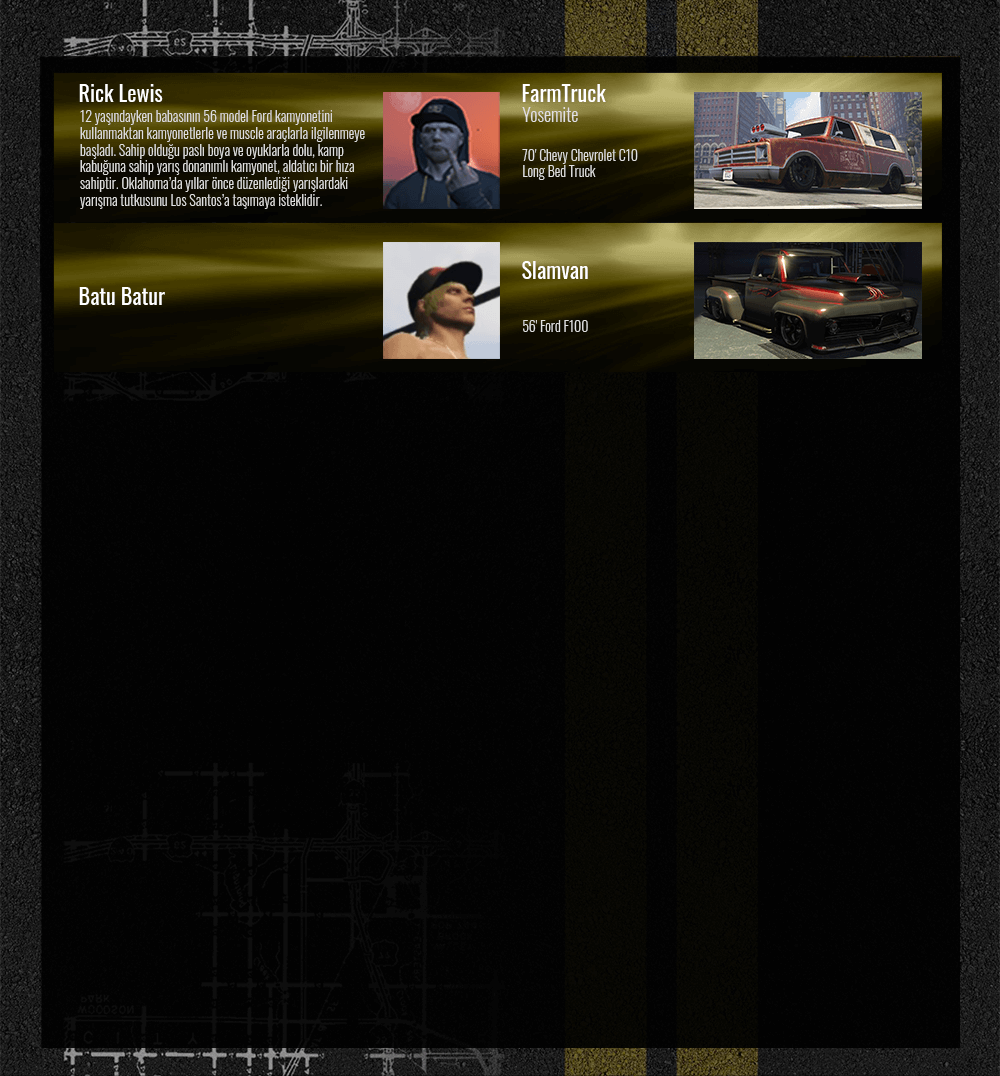 Rick Lewis
12 yaşındayken babasının 56 model Ford kamyonetini
kullanmaktan kamyonetlerle ve muscle araçlarla ilgilenmeye
başladı. Sahip olduğu paslı boya ve oyuklarla dolu, kamp
kabuğuna sahip yarış donanımlı kamyonet, aldatıcı bir hıza
sahiptir. Oklahoma'da yıllar önce düzenlediği yarışlardaki
yarışma tutkusunu Los Santos'a taşımaya isteklidir.
FarmTruck
Yosemite
70' Chevy Chevrolet C10
Long Bed Truck
Batu Batur
Slamvan
56' Ford F100
PARK
WOODSON
C I T Y